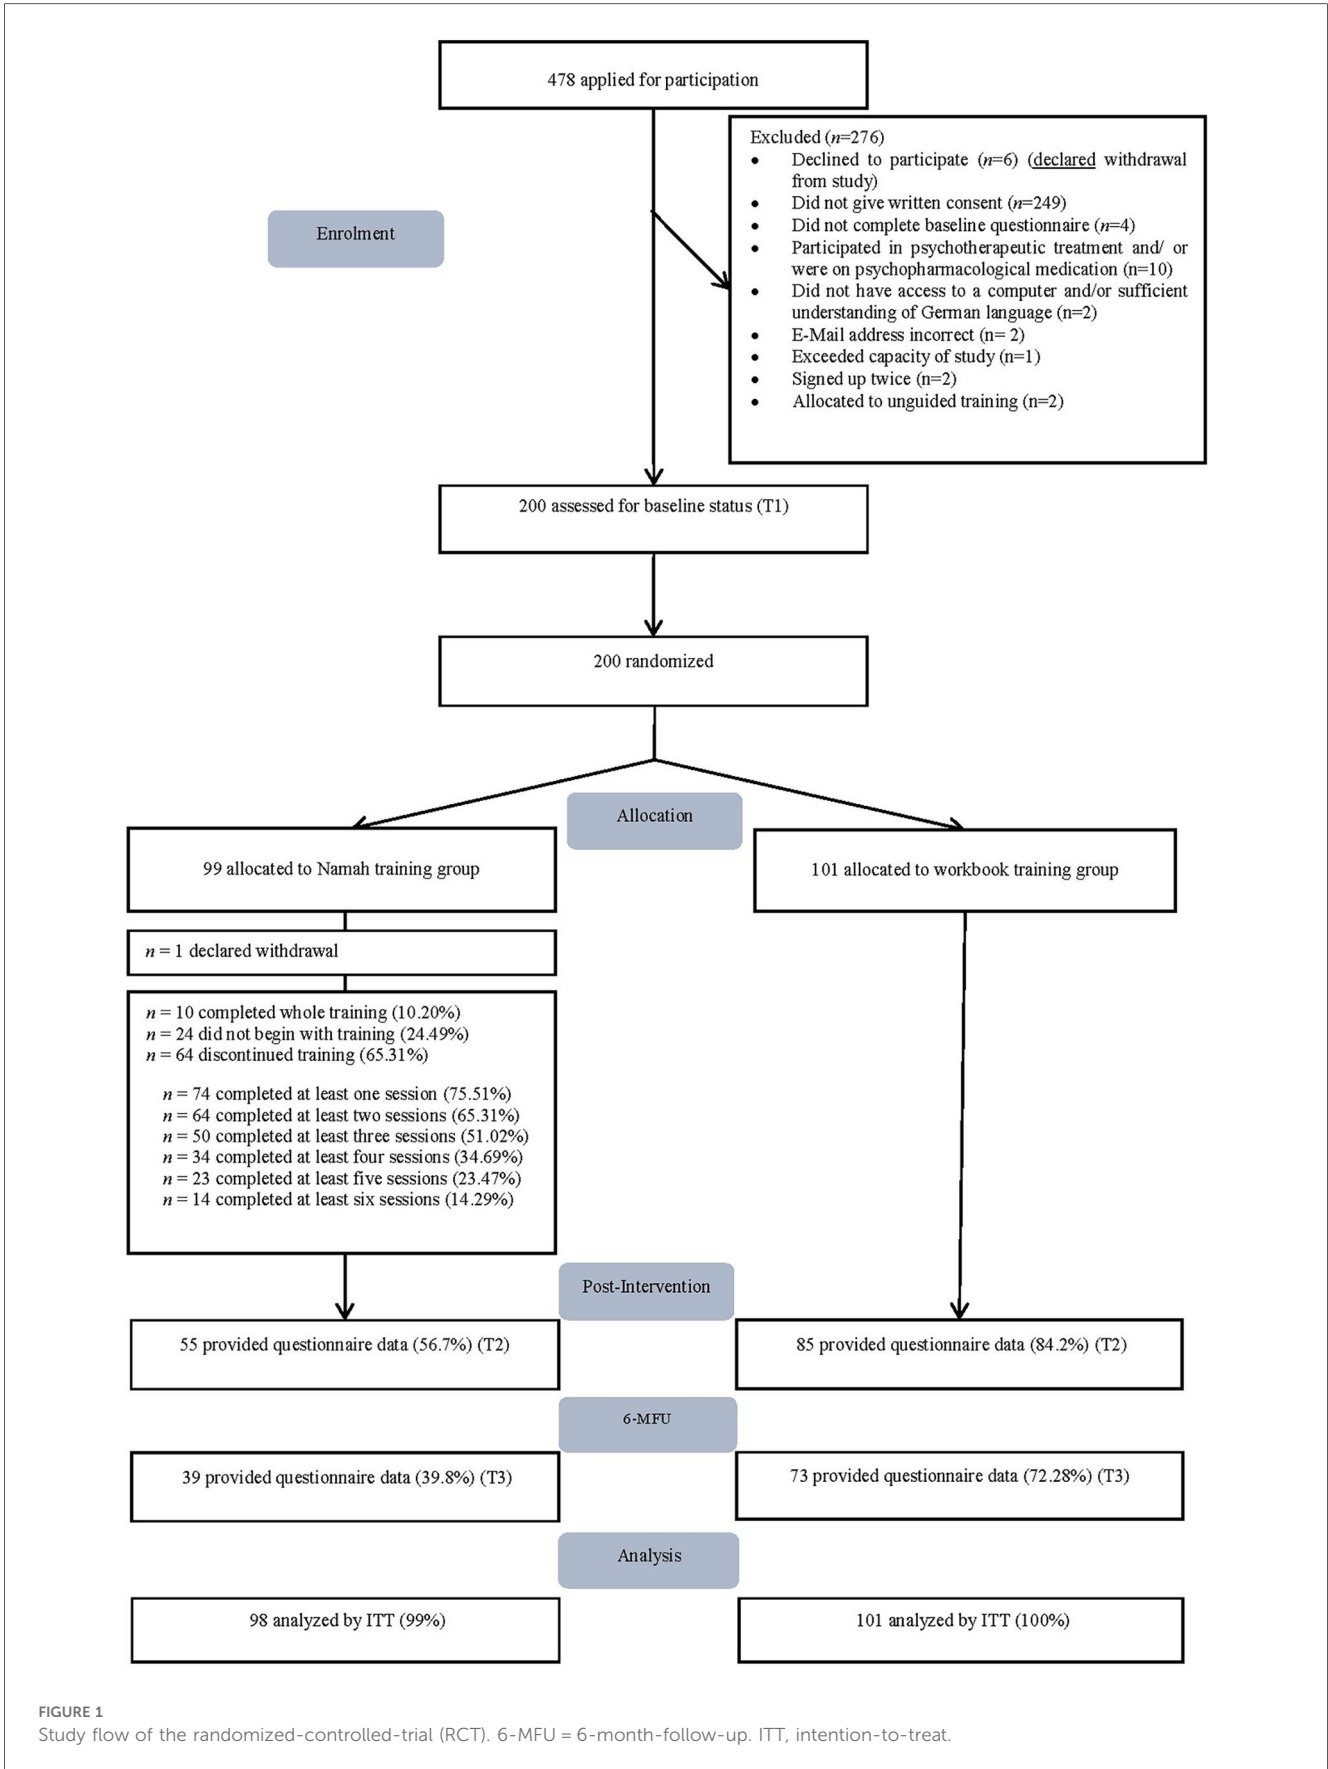 478 applied for participation
Excluded (n=276)
• Declined to participate (n=6) (declared withdrawal
from study)
• Did not give written consent (n=249)
• Did not complete baseline questionnaire (n=4)
• Participated in psychotherapeutic treatment and/ or
were on psychopharmacological medication (n=10)
• Did not have access to a computer and/or sufficient
understanding of German language (n=2)
• E-Mail address incorrect (n= 2)
• Exceeded capacity of study (n=1)
• Signed up twice (n=2)
• Allocated to unguided training (n=2)
Enrolment
200 assessed for baseline status (T1)
200 randomized
Allocation
99 allocated to Namah training group
101 allocated to workbook training group
n = 1 declared withdrawal
n = 10 completed whole training (10.20%)
n = 24 did not begin with training (24.49%)
n = 64 discontinued training (65.31%)
n = 74 completed at least one session (75.51%)
n = 64 completed at least two sessions (65.31%)
n = 50 completed at least three sessions (51.02%)
n = 34 completed at least four sessions (34.69%)
n = 23 completed at least five sessions (23.47%)
n = 14 completed at least six sessions (14.29%)
Post-Intervention
55 provided questionnaire data (56.7%) (T2)
85 provided questionnaire data (84.2%) (T2)
6-MFU
39 provided questionnaire data (39.8%) (T3)
73 provided questionnaire data (72.28%) (T3)
Analysis
98 analyzed by ITT (99%)
101 analyzed by ITT (100%)
FIGURE 1
Study flow of the randomized-controlled-trial (RCT). 6-MFU = 6-month-follow-up. ITT, intention-to-treat.